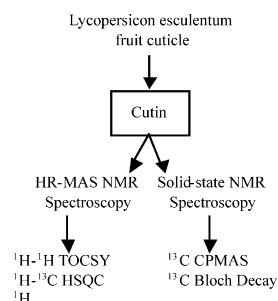 Lycopersicon esculentum
fruit cuticle
Cutin
HR-MAS NMR
Spectroscopy
Solid-state NMR
Spectroscopy
¹H-¹H TOCSY
¹H-¹³C HSQC
¹H
¹³C CPMAS
¹³C Bloch Decay